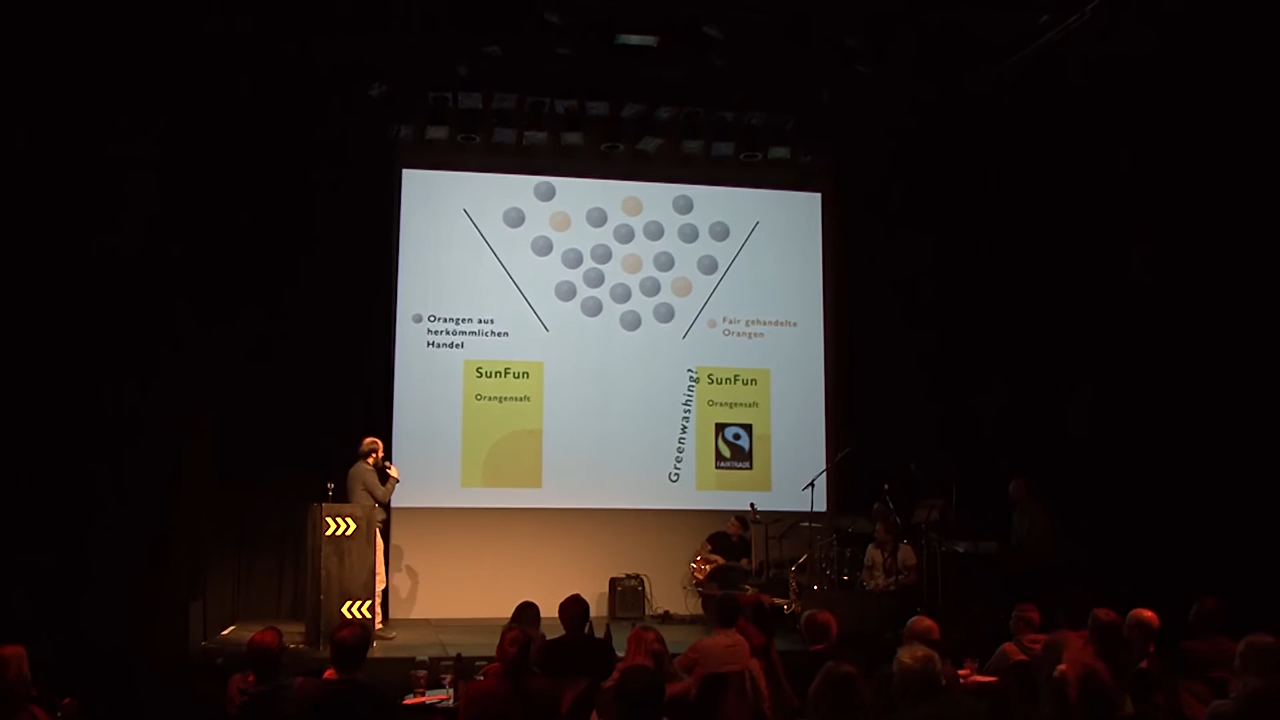 Orangen aus
herkömmlichen
Handel
Fair gehandelte
Orangen
SunFun
Orangensaft
Greenwashing?
SunFun
Orangensaft
FAIRTRADE